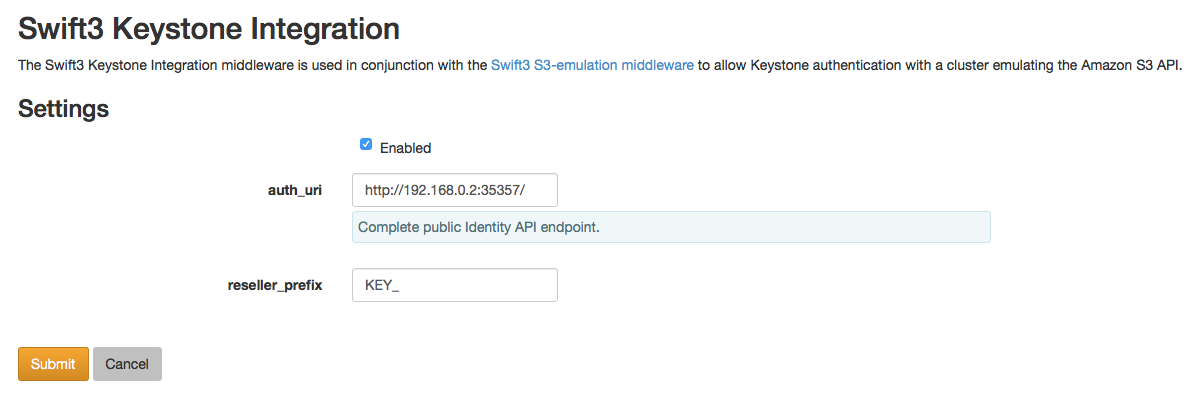 Swift3 Keystone Integration
The Swift3 Keystone Integration middleware is used in conjunction with the Swift3 S3-emulation middleware to allow Keystone authentication with a cluster emulating the Amazon S3 API.
Settings
Enabled
auth_uri http://192.168.0.2:35357/
Complete public Identity API endpoint.
reseller_prefix KEY_
Submit Cancel